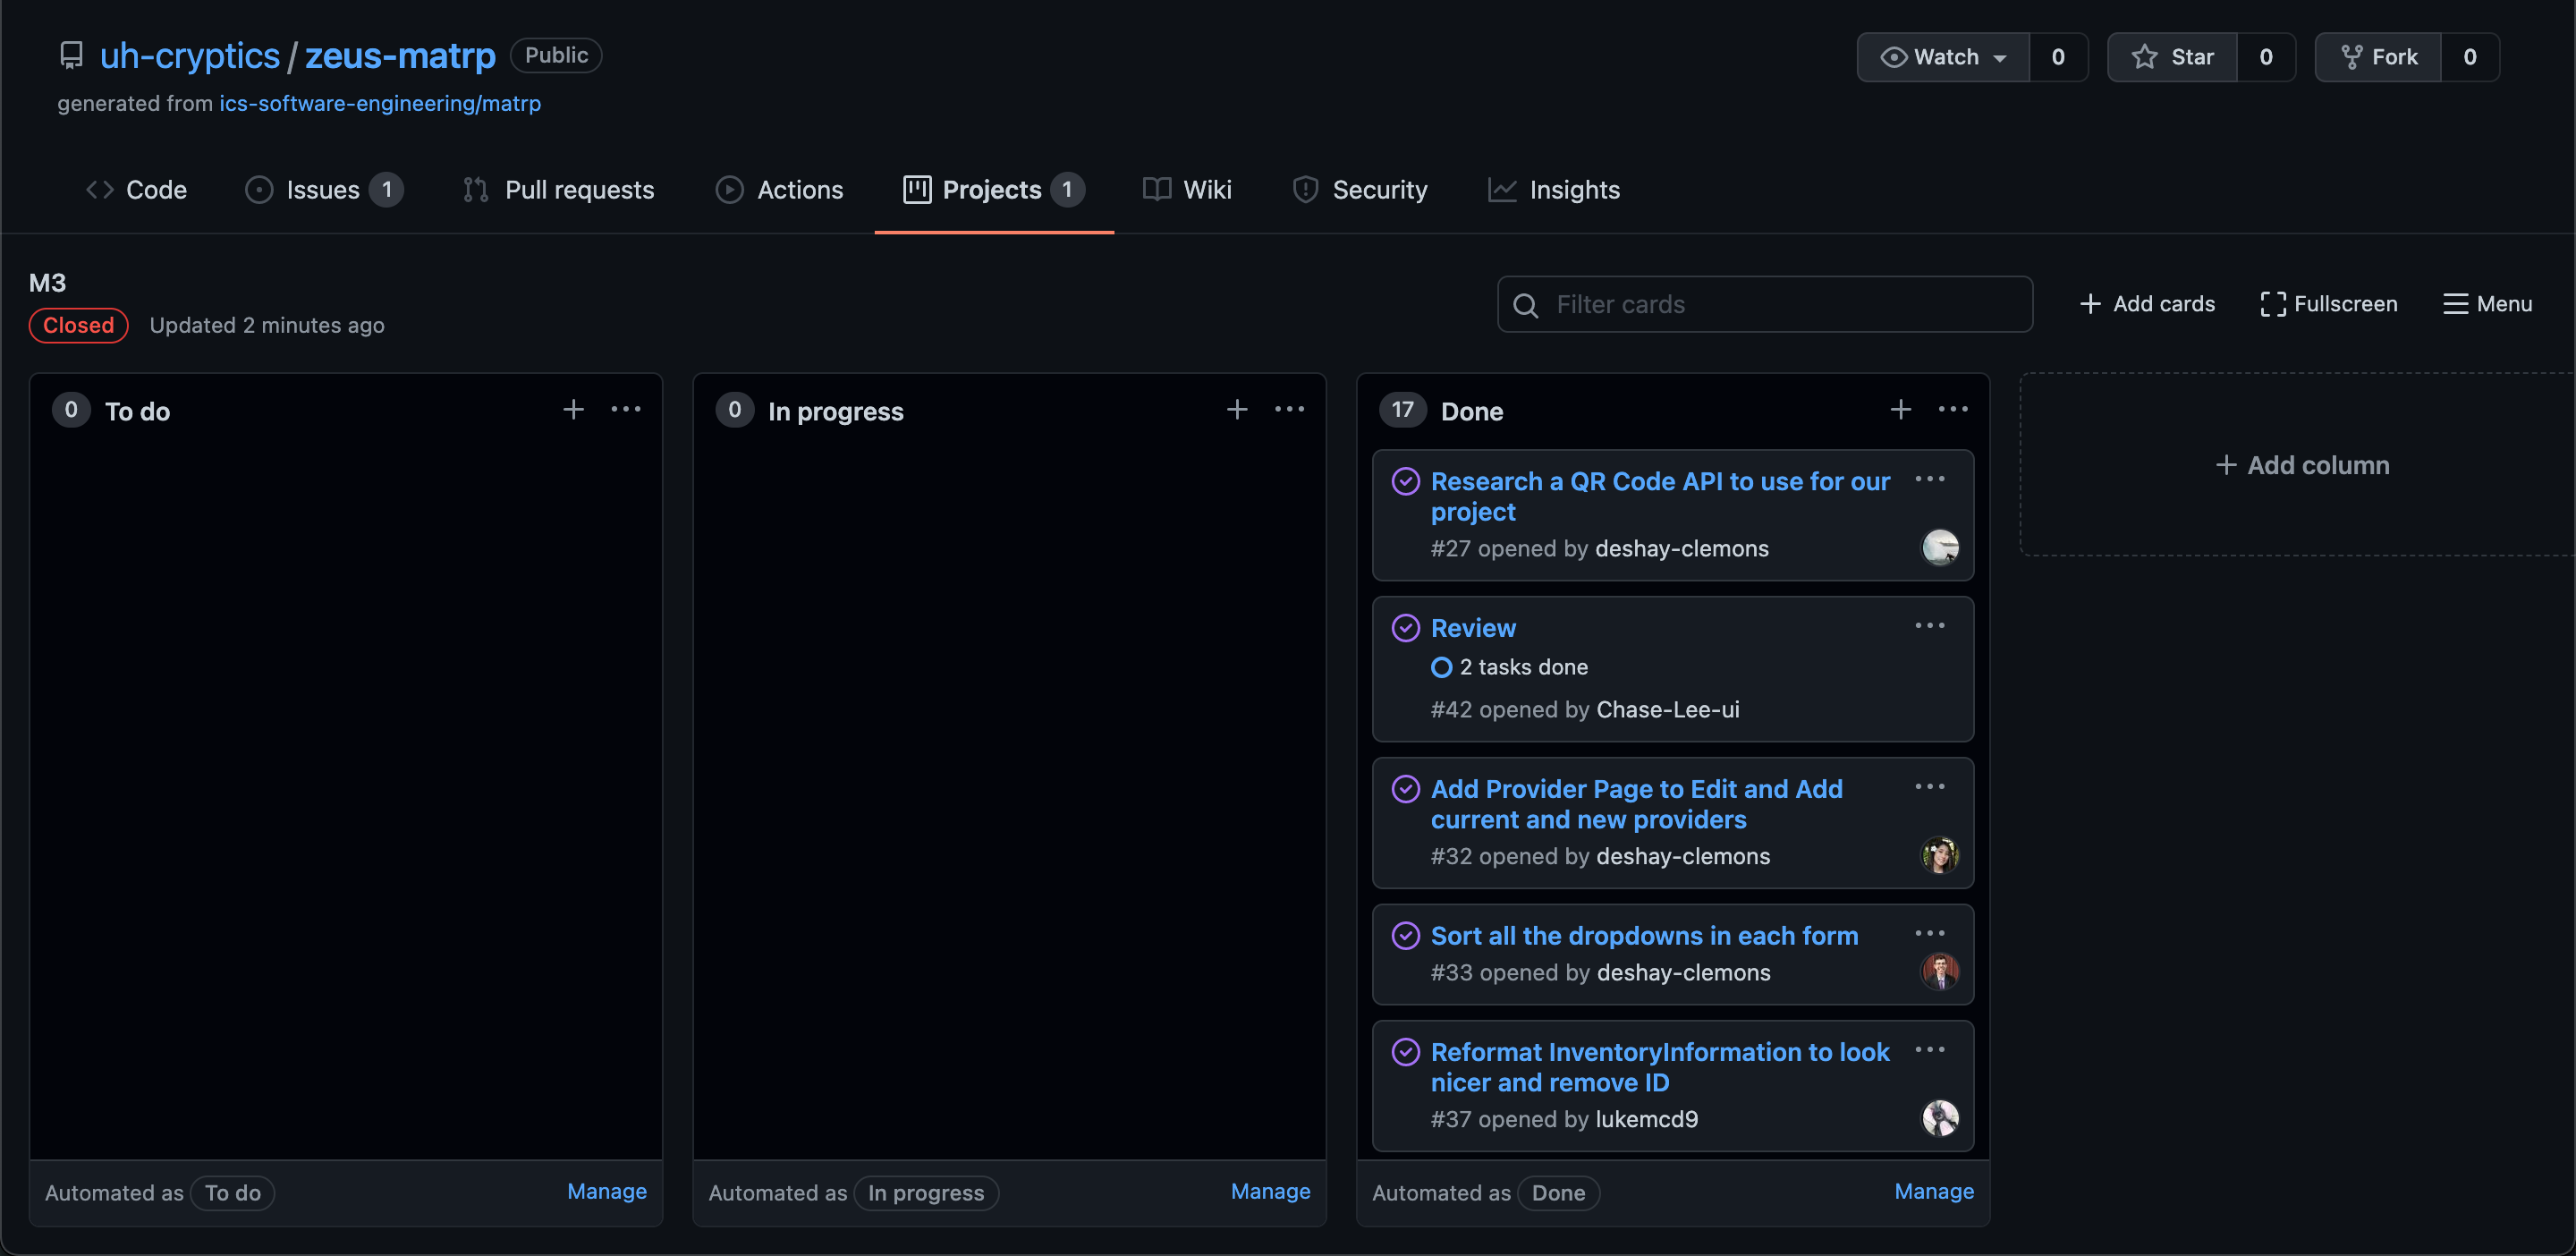 uh-cryptics / zeus-matrp Public
Watch 0 Star 0 Fork 0
generated from ics-software-engineering/matrp
Code Issues 1 Pull requests Actions Projects 1 Wiki Security Insights
M3
Closed Updated 2 minutes ago
Filter cards
+ Add cards Fullscreen Menu
0 To do
Automated as To do Manage
0 In progress
Automated as In progress Manage
17 Done
Research a QR Code API to use for our
project
#27 opened by deshay-clemons
Review
2 tasks done
#42 opened by Chase-Lee-ui
Add Provider Page to Edit and Add
current and new providers
#32 opened by deshay-clemons
Sort all the dropdowns in each form
#33 opened by deshay-clemons
Reformat InventoryInformation to look
nicer and remove ID
#37 opened by lukemcd9
Automated as Done Manage
+ Add column